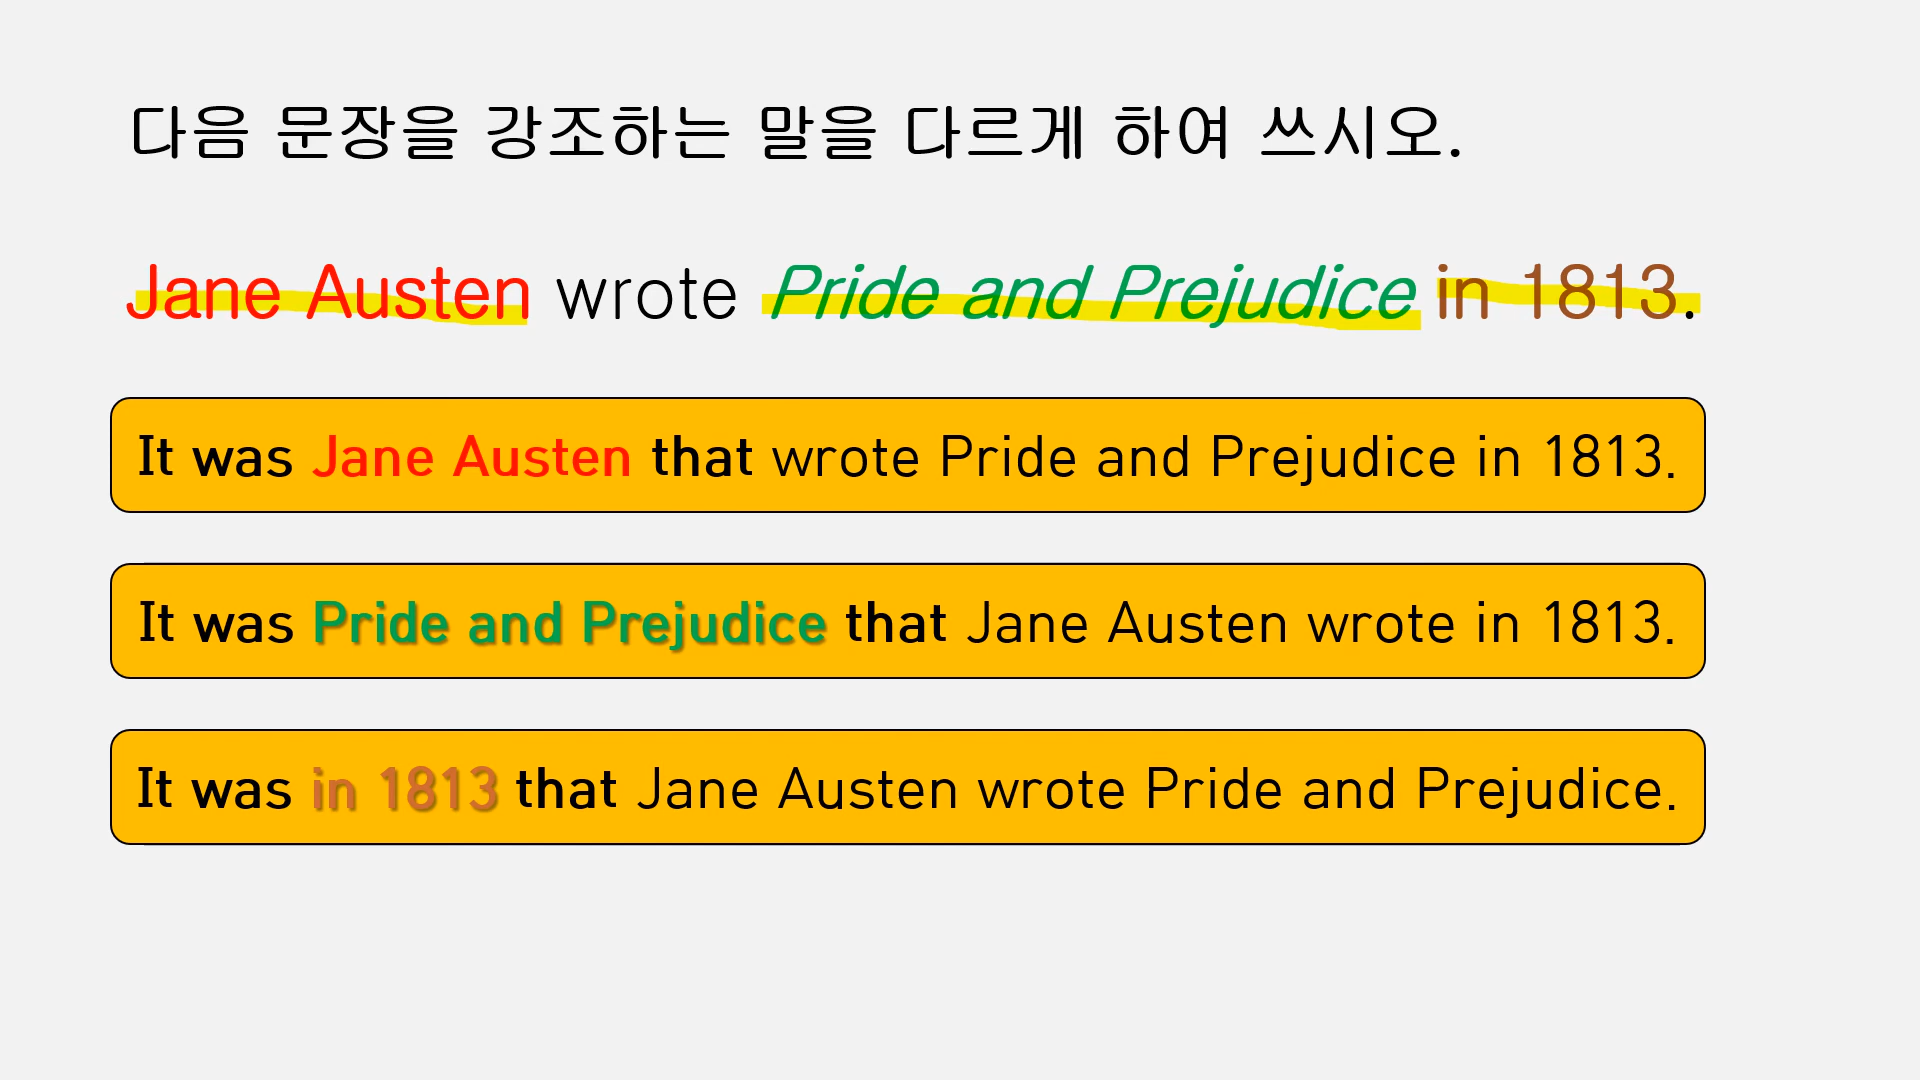 다음 문장을 강조하는 말을 다르게 하여 쓰시오.
Jane Austen wrote Pride and Prejudice in 1813.
It was Jane Austen that wrote Pride and Prejudice in 1813.
It was Pride and Prejudice that Jane Austen wrote in 1813.
It was in 1813 that Jane Austen wrote Pride and Prejudice.